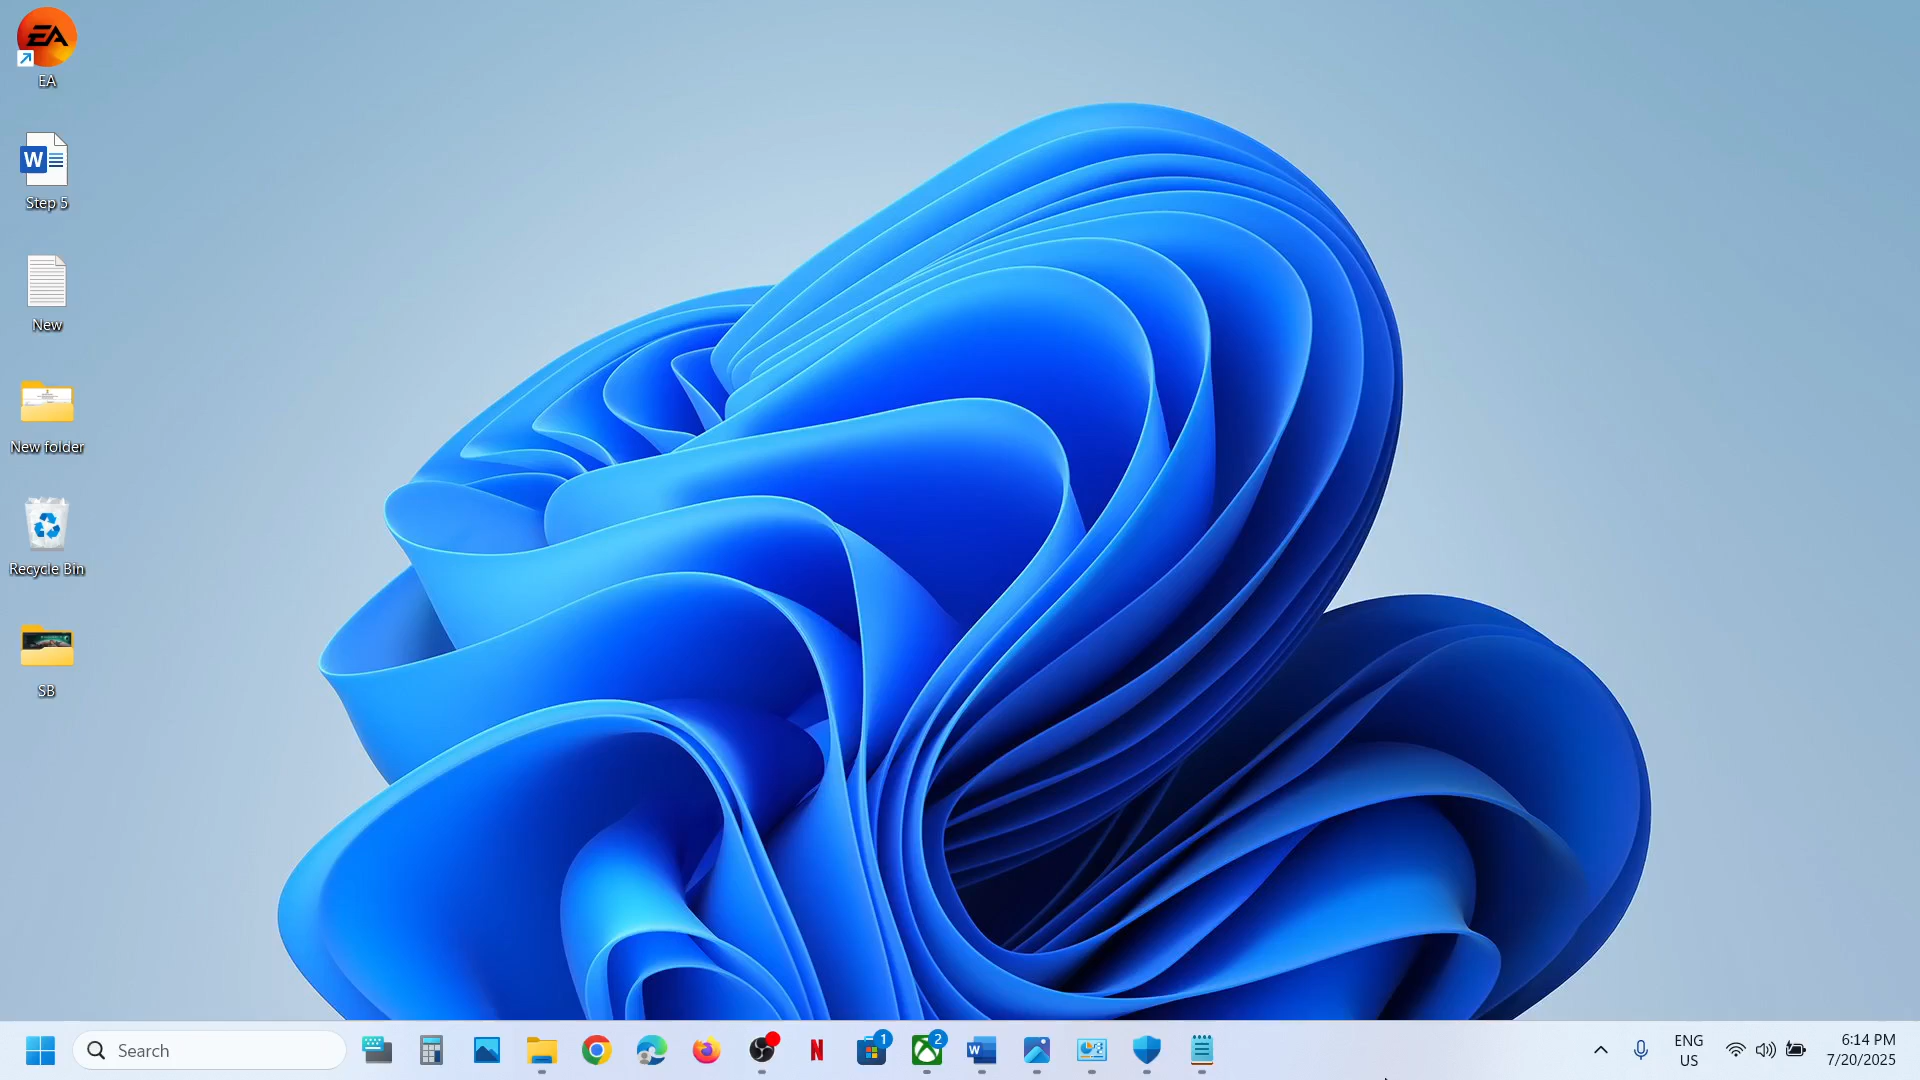 EA
EA
W
Step 5
New
New folder
Recycle Bin
SB
Search
N
1
2
W
ENG
US
6:14 PM
7/20/2025